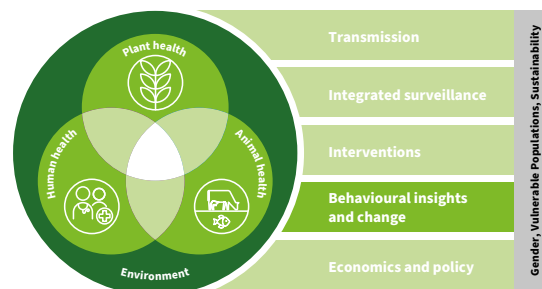 Plant health
Human health
Animal health
Environment
Transmission
Integrated surveillance
Interventions
Behavioural insights
and change
Economics and policy
Gender, Vulnerable Populations, Sustainability